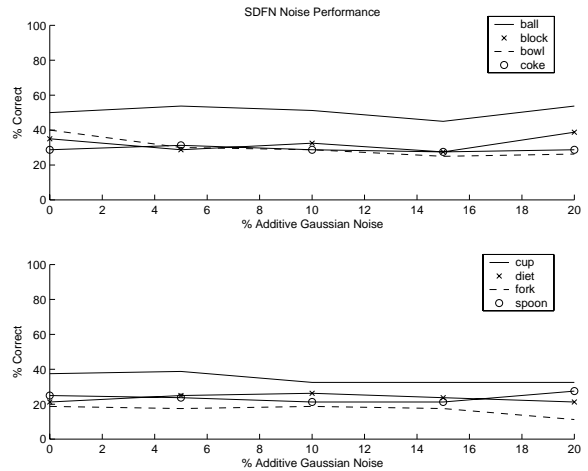 SDFN Noise Performance
100
80
60
40
20
0
% Correct
ball
block
bowl
coke
0 2 4 6 8 10 12 14 16 18 20
% Additive Gaussian Noise
100
80
60
40
20
0
% Correct
cup
diet
fork
spoon
0 2 4 6 8 10 12 14 16 18 20
% Additive Gaussian Noise